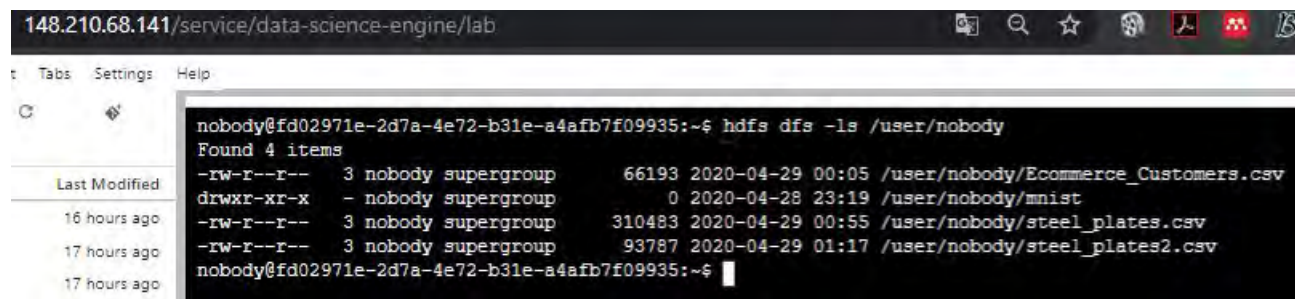 148.210.68.141/service/data-science-engine/lab
t Tabs Settings Help
nobody@fd02971e-2d7a-4e72-b31e-a4afb7f09935:~$ hdfs dfs -ls /user/nobody
Found 4 items
-rw-r--r-- 3 nobody supergroup 66193 2020-04-29 00:05 /user/nobody/Ecommerce_Customers.csv
drwxr-xr-x - nobody supergroup 0 2020-04-28 23:19 /user/nobody/mnist
-rw-r--r-- 3 nobody supergroup 310483 2020-04-29 00:55 /user/nobody/steel_plates.csv
-rw-r--r-- 3 nobody supergroup 93787 2020-04-29 01:17 /user/nobody/steel_plates2.csv
nobody@fd02971e-2d7a-4e72-b31e-a4afb7f09935:~$
Last Modified
16 hours ago
17 hours ago
17 hours ago